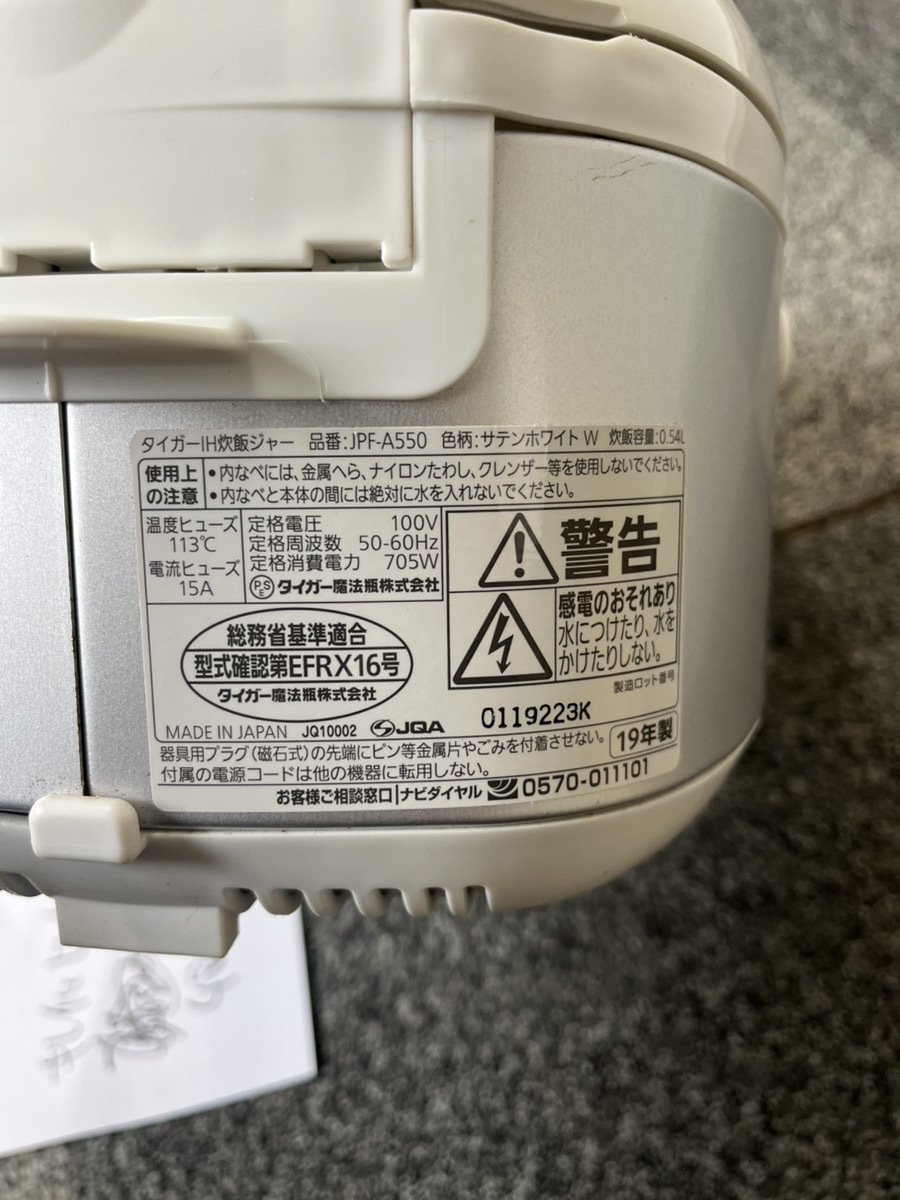 タイガーIH炊飯ジャー 品番:JPF-A550 色柄:サテンホワイト W 炊飯容量:0.54L
使用上の注意
•内なべには、金属へら、ナイロンたわし、クレンザー等を使用しないでください。
•内なべと本体の間には絶対に水を入れないでください。
温度ヒューズ
113℃
電流ヒューズ
15A
定格電圧 100V
定格周波数 50-60Hz
定格消費電力 705W
PSE タイガー魔法瓶株式会社
警告
感電のおそれあり
水につけたり、水を
かけたりしない。
総務省基準適合
型式確認第EFRX16号
タイガー魔法瓶株式会社
製造ロット番号
MADE IN JAPAN JQ10002 JQA 0119223K
器具用プラグ(磁石式)の先端にピン等金属片やごみを付着させない。
19年製
付属の電源コードは他の機器に転用しない。
お客様ご相談窓口 ナビダイヤル 0570-011101